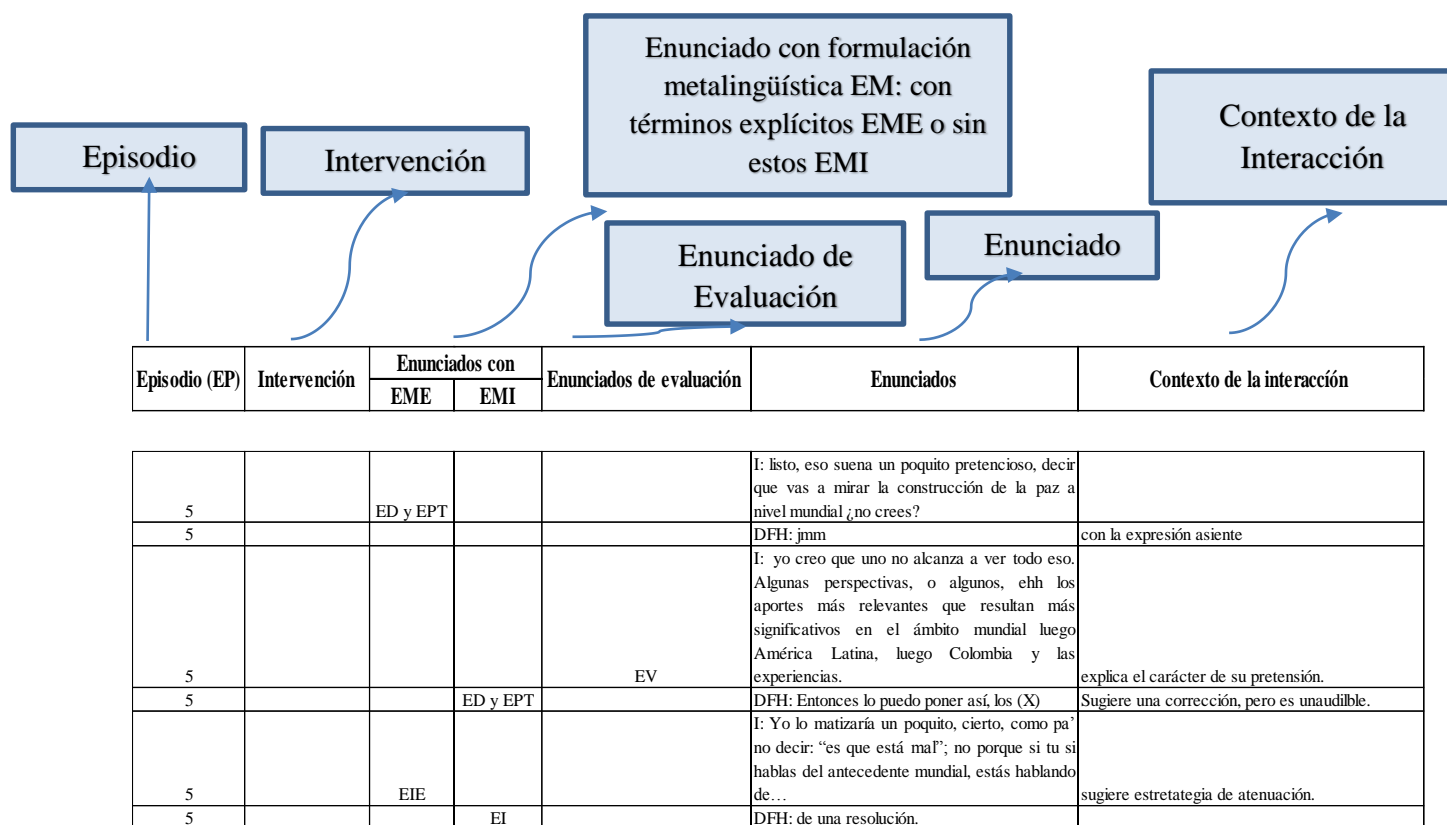 Enunciado con formulación
metalingüística EM: con
términos explícitos EME o sin
estos EMI
Contexto de la
Interacción
Episodio
Intervención
Enunciado de
Evaluación
Enunciado
Episodio (EP)
Intervención
Enunciados con
EME
EMI
Enunciados de evaluación
Enunciados
Contexto de la interaccíón
5
ED y EPT
I: listo, eso suena un poquito pretencioso, decir
que vas a mirar la construcción de la paz a
nivel mundial ¿no crees?
5
DFH: jmm
con la expresión asiente
5
EV
I: yo creo que uno no alcanza a ver todo eso.
Algunas perspectivas, o algunos, ehh los
aportes más relevantes que resultan más
significativos en el ámbito mundial luego
América Latina, luego Colombia y las
experiencias.
explica el carácter de su pretensión.
5
ED y EPT
DFH: Entonces lo puedo poner así, los (X)
Sugiere una corrección, pero es unaudilble.
5
EIE
I: Yo lo matizaría un poquito, cierto, como pa’
no decir: “es que está mal”; no porque si tu si
hablas del antecedente mundial, estás hablando
de…
sugiere estretategia de atenuación.
5
EI
DFH: de una resolución.